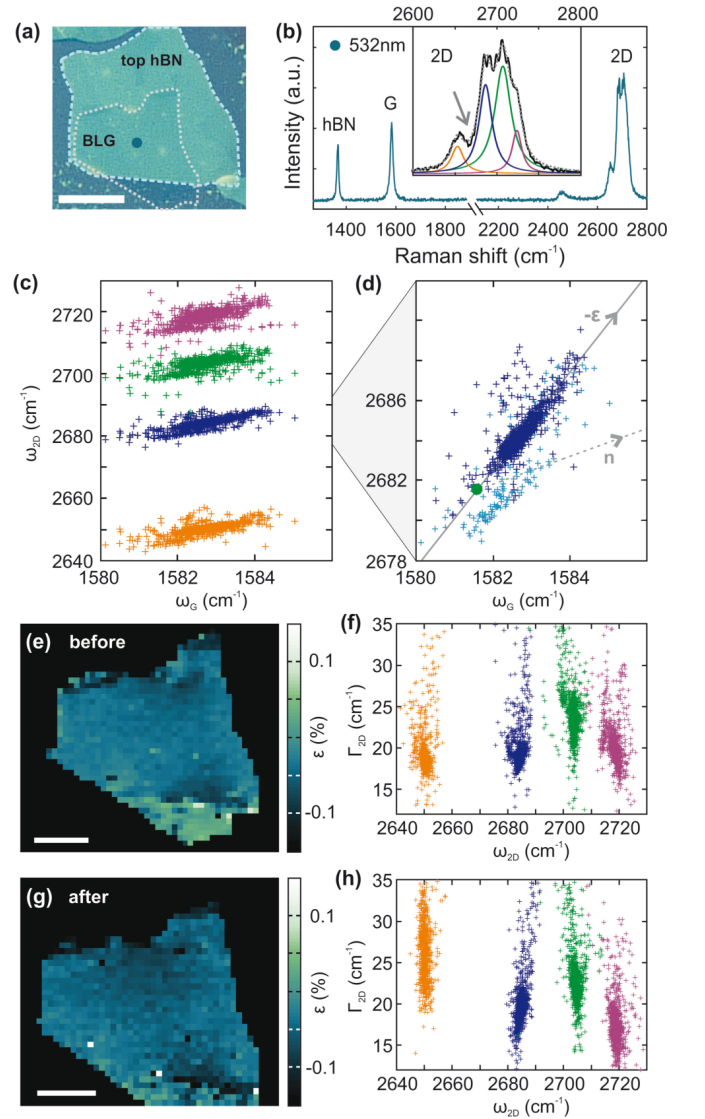 (a)
top hBN
BLG
(b)
2600 2700 2800
532nm
2D
2D
G
hBN
Intensity (a.u.)
1400 1600 1800 2200 2400 2600 2800
Raman shift (cm-1)
(c)
2720
2700
2680
2660
2640
ω2D (cm-1)
1580 1582 1584
ωG (cm-1)
(d)
-ε
n
2686
2682
2678
1580 1582 1584
ωG (cm-1)
(e) before
0.1
-0.1
ε (%)
(f)
35
30
25
20
15
Γ2D (cm-1)
2640 2660 2680 2700 2720
ω2D (cm-1)
(g) after
0.1
-0.1
ε (%)
(h)
35
30
25
20
15
Γ2D (cm-1)
2640 2660 2680 2700 2720
ω2D (cm-1)